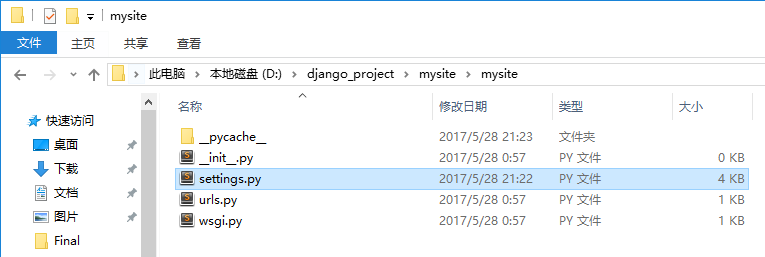 mysite
文件 主页 共享 查看
此电脑 本地磁盘 (D:) django_project mysite mysite
名称 修改日期 类型 大小
快速访问
桌面
下载
文档
图片
Final
__pycache__ 2017/5/28 21:23 文件夹
__init__.py 2017/5/28 0:57 PY 文件 0 KB
settings.py 2017/5/28 21:22 PY 文件 4 KB
urls.py 2017/5/28 0:57 PY 文件 1 KB
wsgi.py 2017/5/28 0:57 PY 文件 1 KB